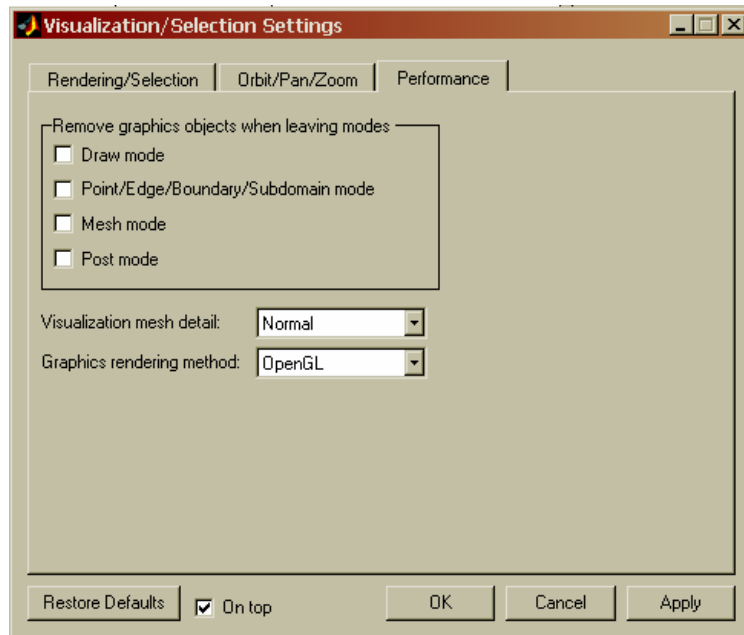 Visualization/Selection Settings
Rendering/Selection Orbit/Pan/Zoom Performance
Remove graphics objects when leaving modes
Draw mode
Point/Edge/Boundary/Subdomain mode
Mesh mode
Post mode
Visualization mesh detail: Normal
Graphics rendering method: OpenGL
Restore Defaults On top OK Cancel Apply